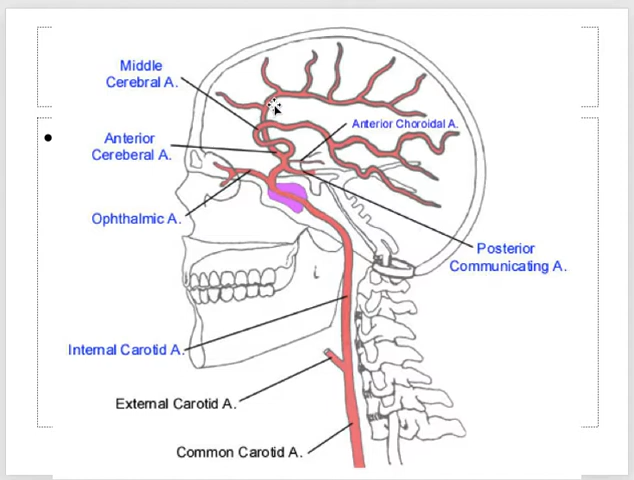 Middle
Cerebral A.
Anterior Choroidal A.
Anterior
Cereberal A.
Ophthalmic A.
Posterior
Communicating A.
Internal Carotid A.
External Carotid A.
Common Carotid A.